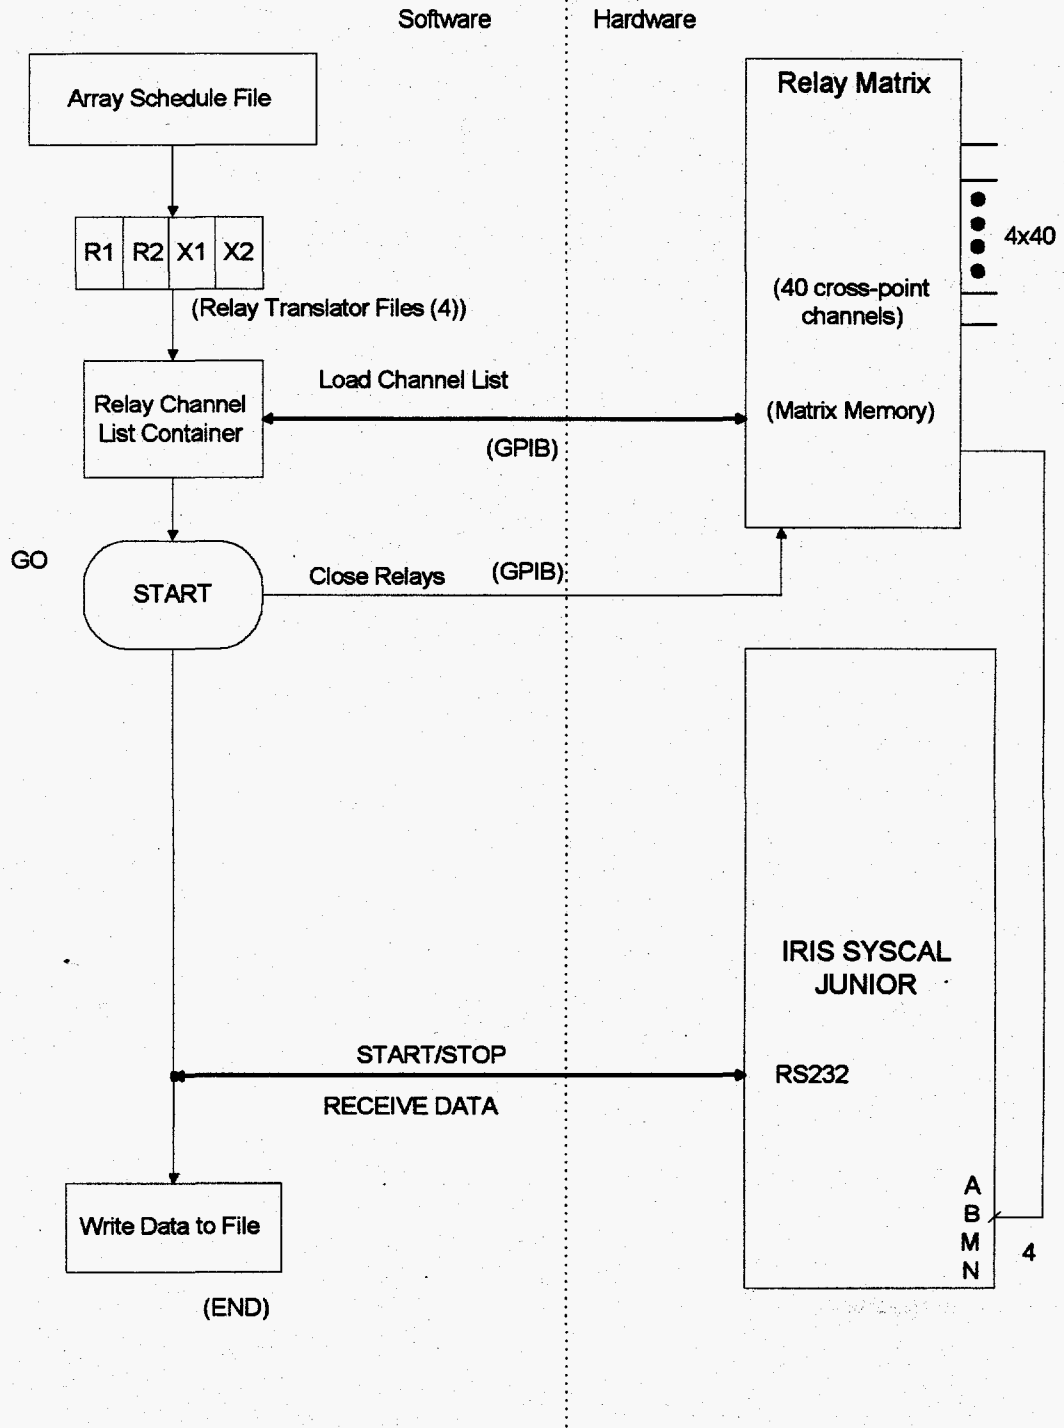 Software
Hardware
Array Schedule File
Relay Matrix
R1 R2 X1 X2
4x40
(Relay Translator Files (4))
(40 cross-point
channels)
Relay Channel
List Container
Load Channel List
(Matrix Memory)
(GPIB)
GO
START
Close Relays
(GPIB)
IRIS SYSCAL
JUNIOR
START/STOP
RS232
RECEIVE DATA
Write Data to File
A
B
M
N
4
(END)